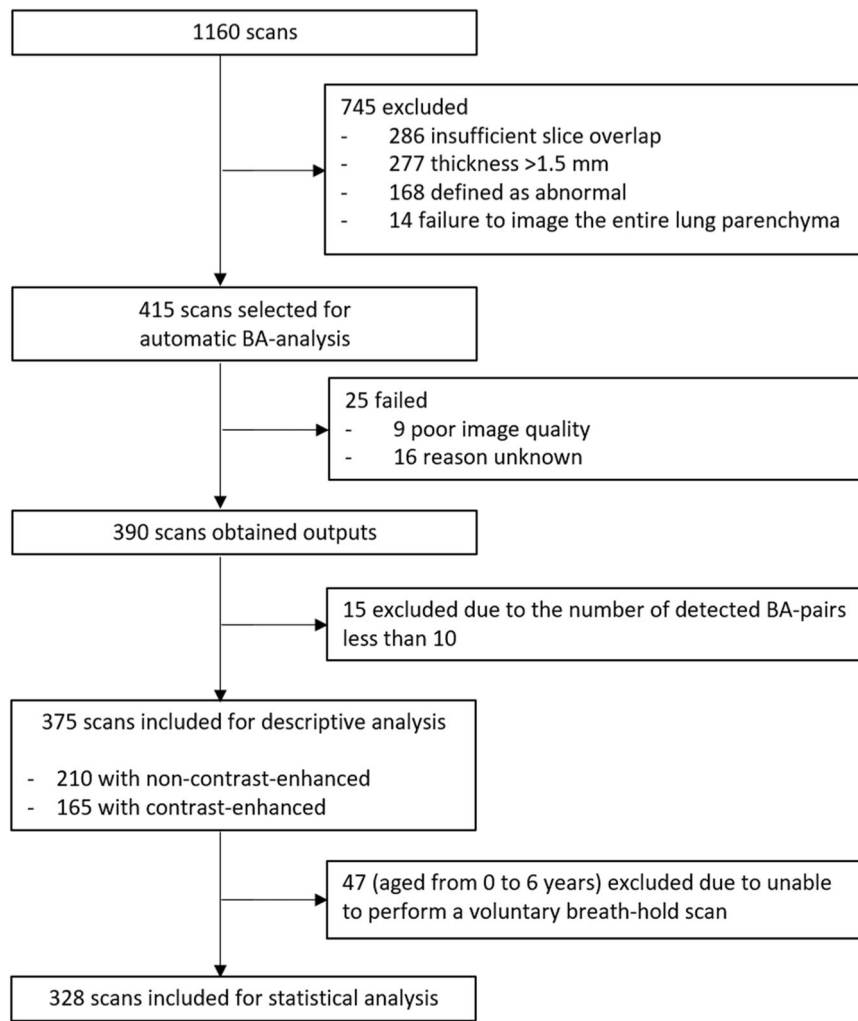 1160 scans
745 excluded
- 286 insufficient slice overlap
- 277 thickness >1.5 mm
- 168 defined as abnormal
- 14 failure to image the entire lung parenchyma
415 scans selected for
automatic BA-analysis
25 failed
- 9 poor image quality
- 16 reason unknown
390 scans obtained outputs
15 excluded due to the number of detected BA-pairs
less than 10
375 scans included for descriptive analysis
- 210 with non-contrast-enhanced
- 165 with contrast-enhanced
47 (aged from 0 to 6 years) excluded due to unable
to perform a voluntary breath-hold scan
328 scans included for statistical analysis